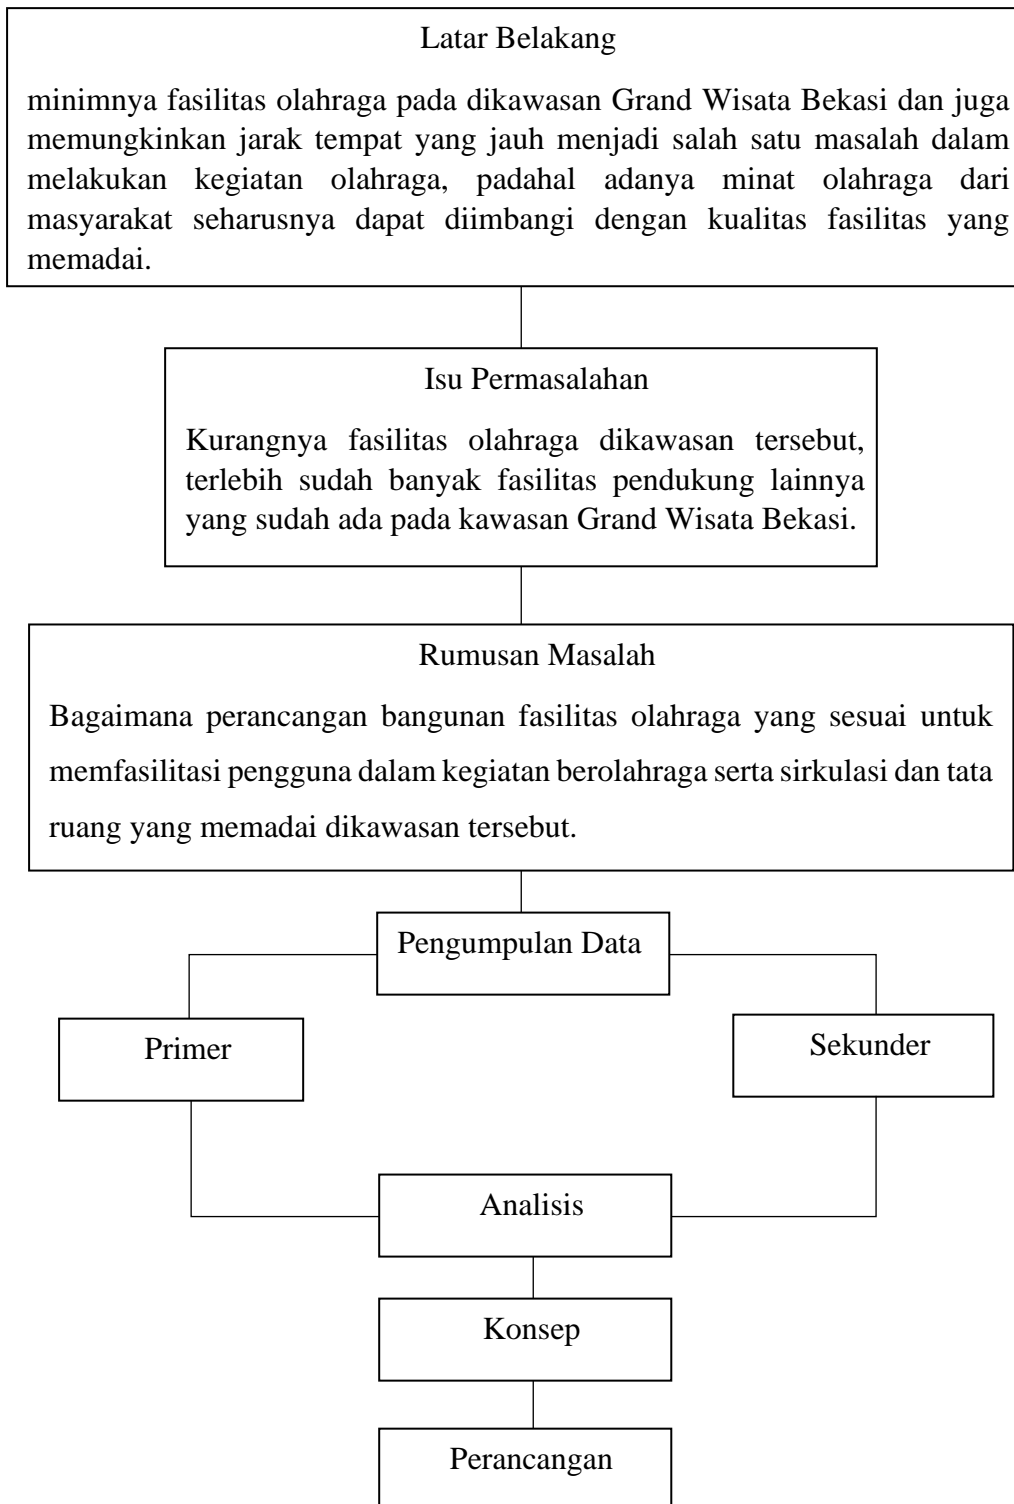 Latar Belakang
minimnya fasilitas olahraga pada dikawasan Grand Wisata Bekasi dan juga
memungkinkan jarak tempat yang jauh menjadi salah satu masalah dalam
melakukan kegiatan olahraga, padahal adanya minat olahraga dari
masyarakat seharusnya dapat diimbangi dengan kualitas fasilitas yang
memadai.
Isu Permasalahan
Kurangnya fasilitas olahraga dikawasan tersebut,
terlebih sudah banyak fasilitas pendukung lainnya
yang sudah ada pada kawasan Grand Wisata Bekasi.
Rumusan Masalah
Bagaimana perancangan bangunan fasilitas olahraga yang sesuai untuk
memfasilitasi pengguna dalam kegiatan berolahraga serta sirkulasi dan tata
ruang yang memadai dikawasan tersebut.
Pengumpulan Data
Primer
Sekunder
Analisis
Konsep
Perancangan